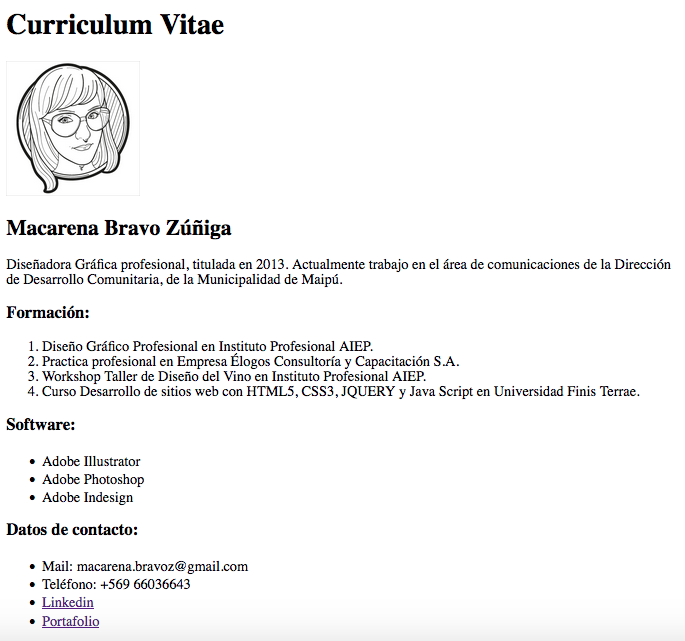 Curriculum Vitae
Macarena Bravo Zúñiga
Diseñadora Gráfica profesional, titulada en 2013. Actualmente trabajo en el área de comunicaciones de la Dirección
de Desarrollo Comunitaria, de la Municipalidad de Maipú.
Formación:
1. Diseño Gráfico Profesional en Instituto Profesional AIEP.
2. Practica profesional en Empresa Élogos Consultoría y Capacitación S.A.
3. Workshop Taller de Diseño del Vino en Instituto Profesional AIEP.
4. Curso Desarrollo de sitios web con HTML5, CSS3, JQUERY y Java Script en Universidad Finis Terrae.
Software:
• Adobe Illustrator
• Adobe Photoshop
• Adobe Indesign
Datos de contacto:
• Mail: macarena.bravoz@gmail.com
• Teléfono: +569 66036643
• Linkedin
• Portafolio